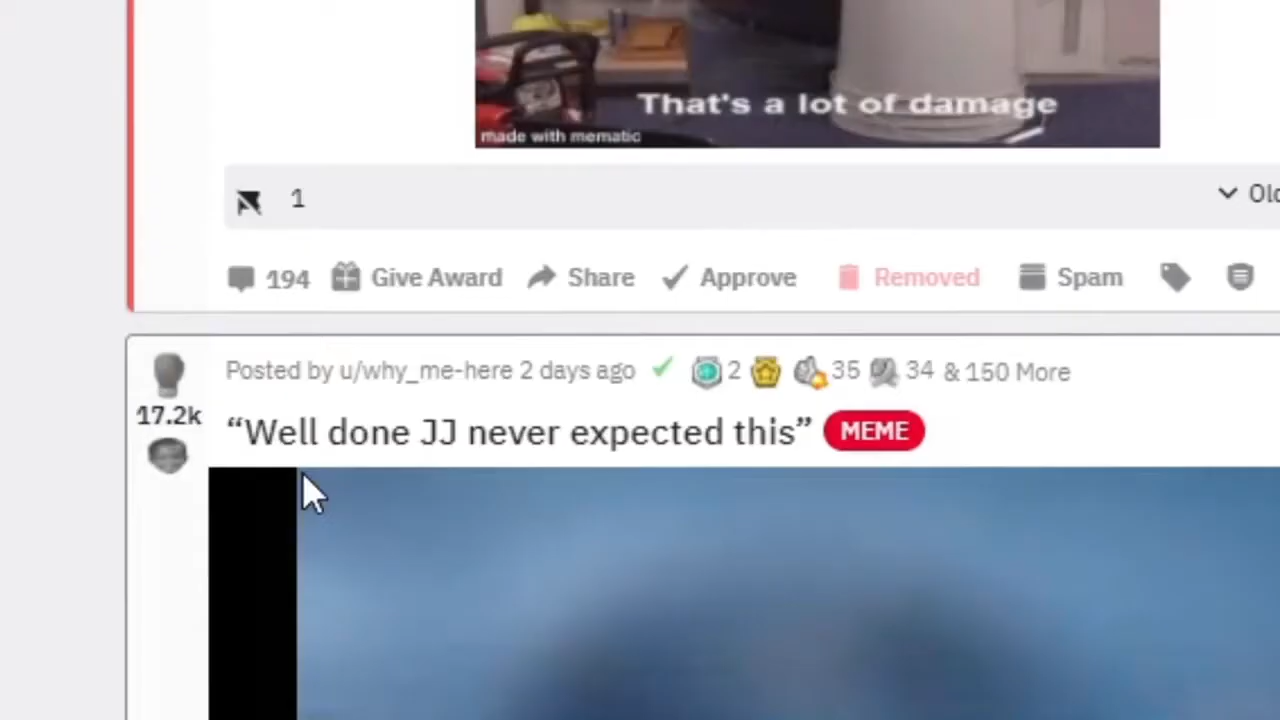 That's a lot of damage
made with mematic
1
Old
194 Give Award Share Approve Removed Spam
Posted by u/why_me-here 2 days ago 2 35 34 & 150 More
17.2k
“Well done JJ never expected this” MEME